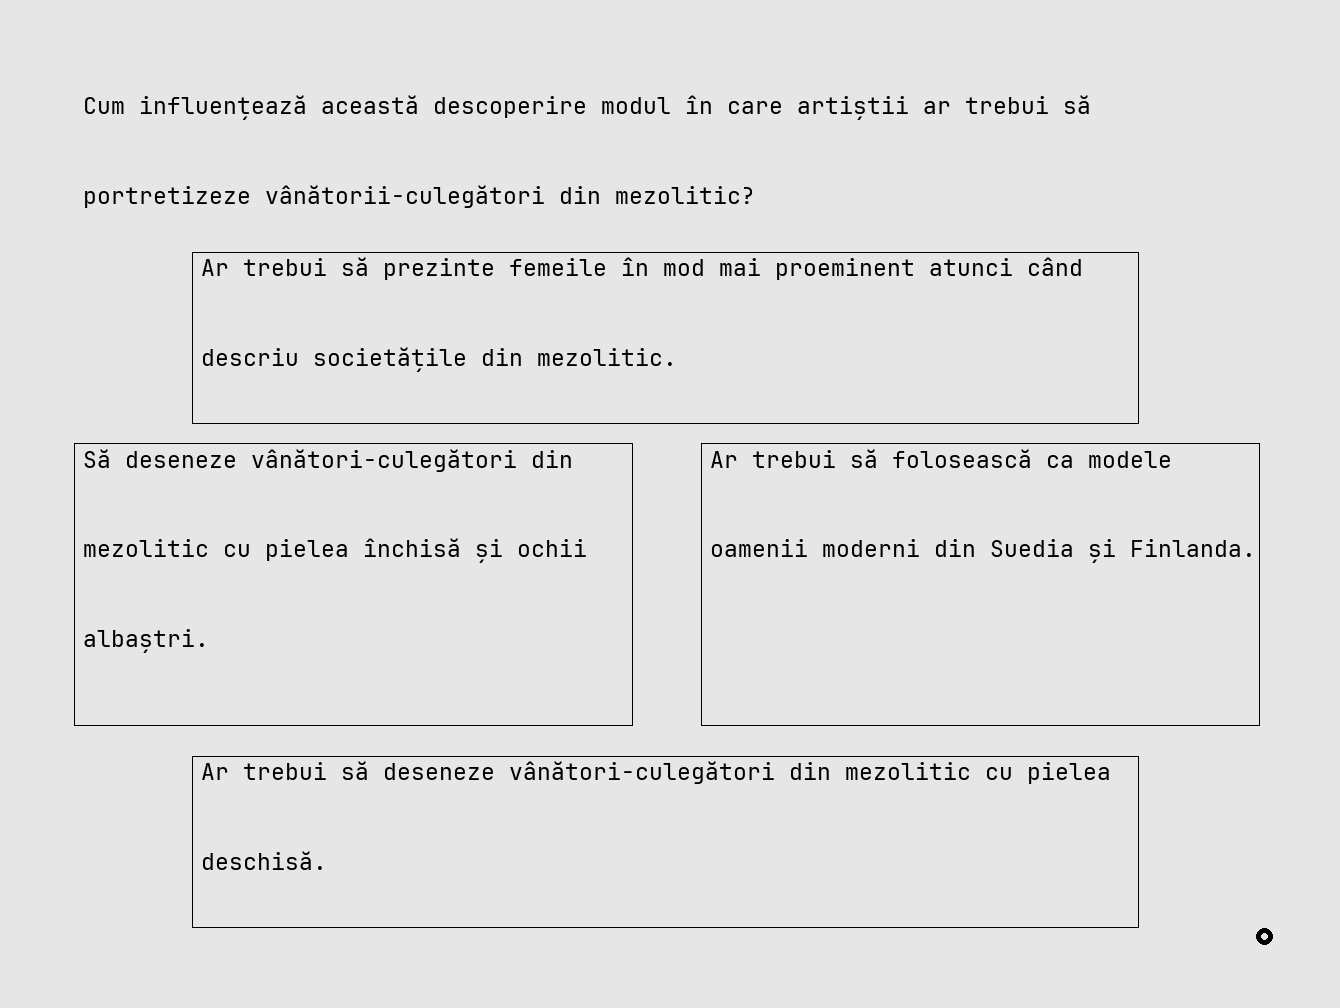 Cum influențează această descoperire modul în care artiștii ar trebui să
portretizeze vânătorii-culegători din mezolitic?
Ar trebui să prezinte femeile în mod mai proeminent atunci când
descriu societățile din mezolitic.
Să deseneze vânători-culegători din
mezolitic cu pielea închisă și ochii
albaștri.
Ar trebui să folosească ca modele
oamenii moderni din Suedia și Finlanda.
Ar trebui să deseneze vânători-culegători din mezolitic cu pielea
deschisă.